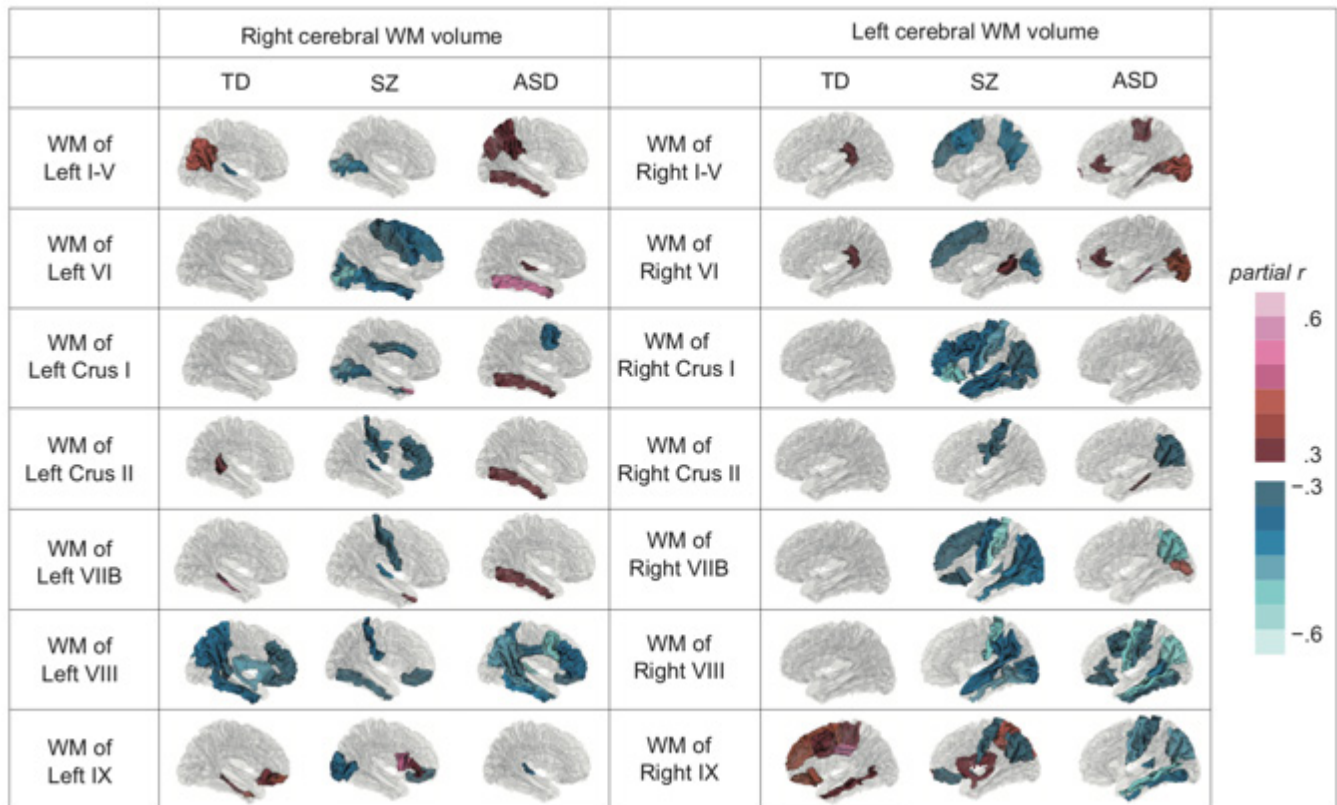 Right cerebral WM volume
Left cerebral WM volume
TD SZ ASD TD SZ ASD
WM of
Left I-V
WM of
Right I-V
WM of
Left VI
WM of
Right VI
WM of
Left Crus I
WM of
Right Crus I
WM of
Left Crus II
WM of
Right Crus II
WM of
Left VIIB
WM of
Right VIIB
WM of
Left VIII
WM of
Right VIII
WM of
Left IX
WM of
Right IX
partial r
.6
.3
−.3
−.6